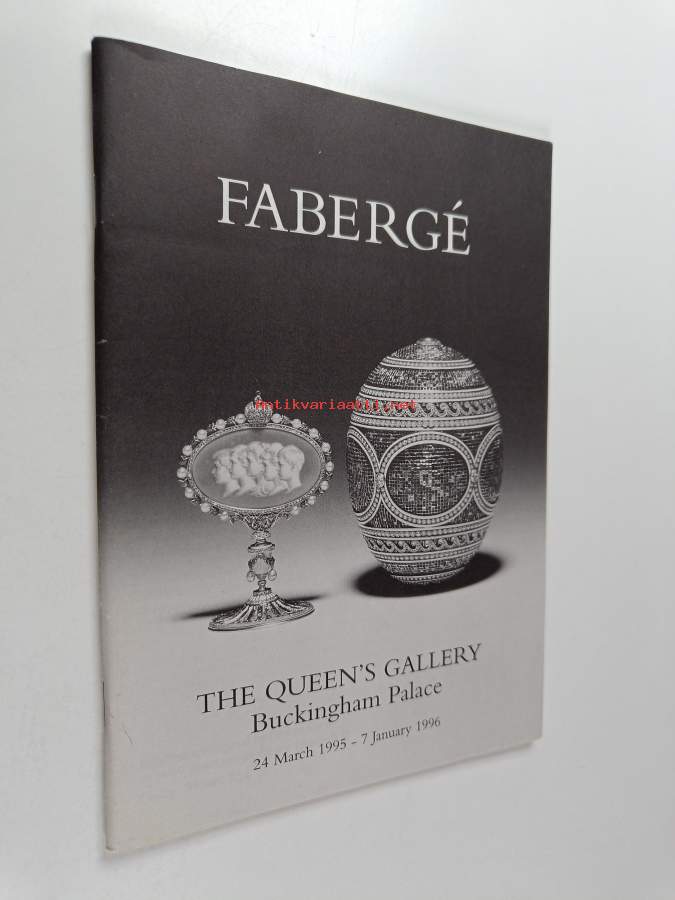 FABERGÉ
antikvariaatti.net
THE QUEEN'S GALLERY
Buckingham Palace
24 March 1995 – 7 January 1996